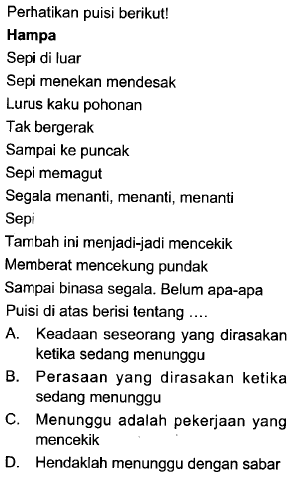 Perhatikan puisi berikut!
Hampa
Sepi di luar
Sepi menekan mendesak
Lurus kaku pohonan
Tak bergerak
Sampai ke puncak
Sepi memagut
Segala menanti, menanti, menanti
Sepi
Tambah ini menjadi-jadi mencekik
Memberat mencekung pundak
Sampai binasa segala. Belum apa-apa
Puisi di atas berisi tentang ....
A. Keadaan seseorang yang dirasakan
ketika sedang menunggu
B. Perasaan yang dirasakan ketika
sedang menunggu
C. Menunggu adalah pekerjaan yang
mencekik
D. Hendaklah menunggu dengan sabar